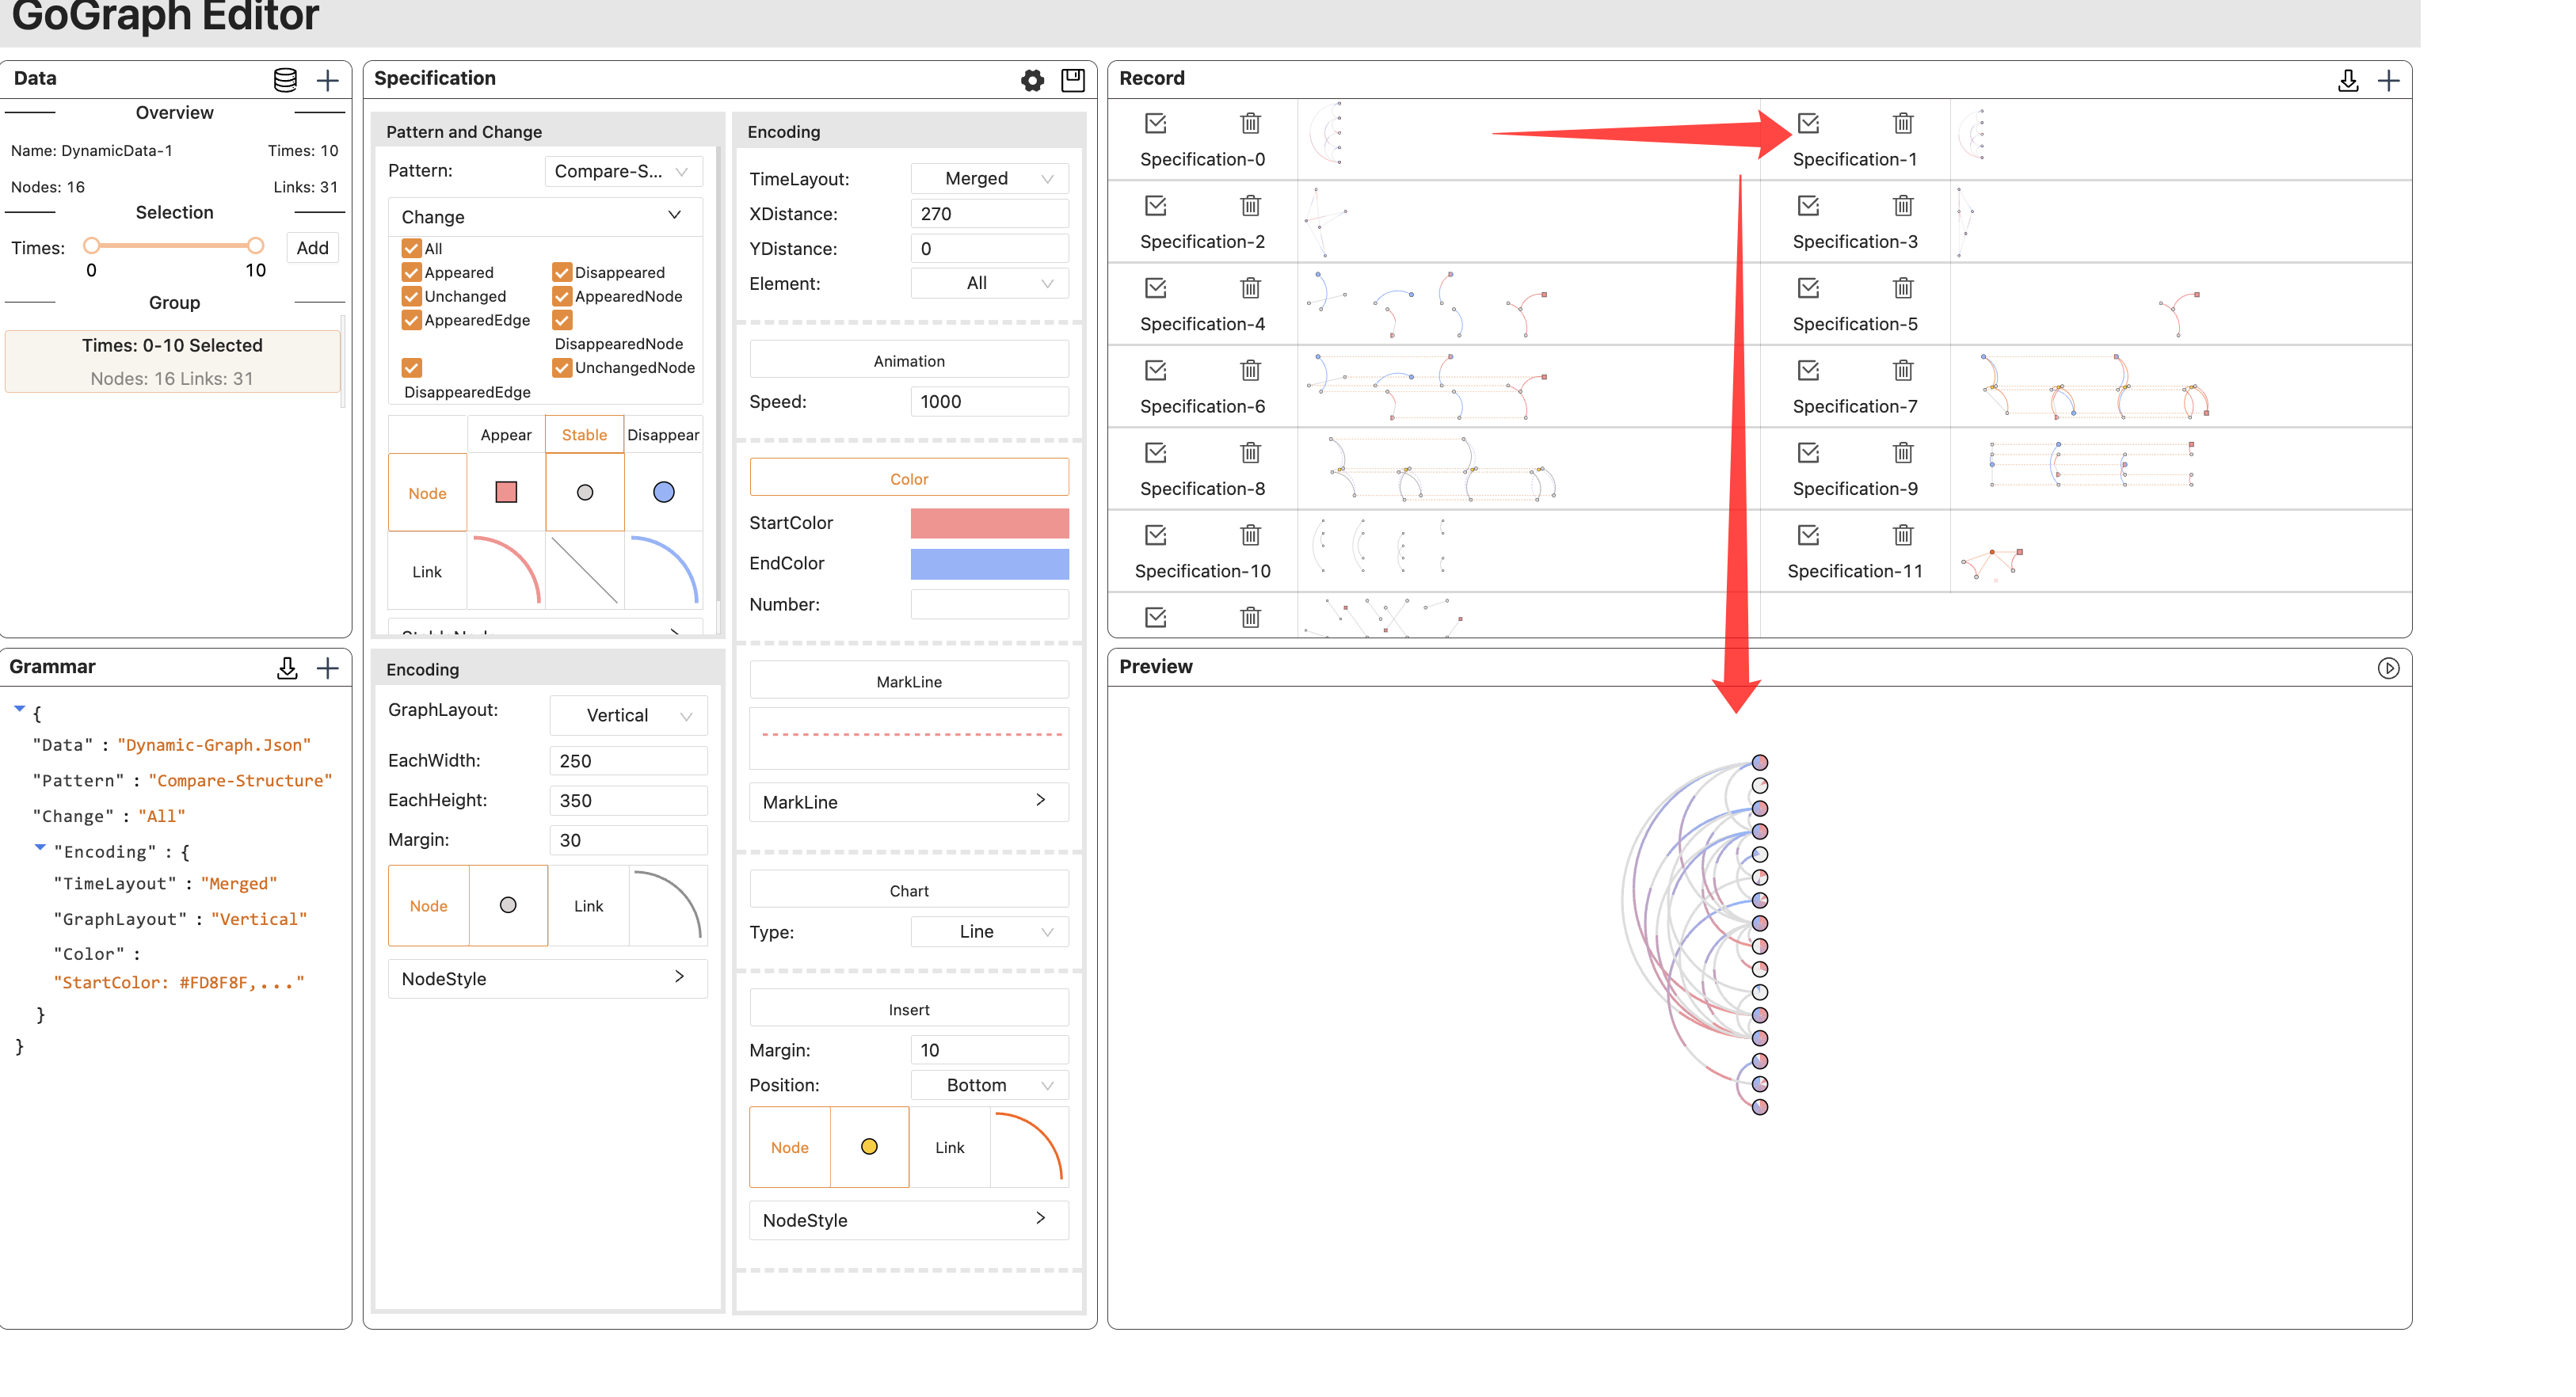 GoGraph Editor
Data
Overview
Name: DynamicData-1 Times: 10
Nodes: 16 Links: 31
Selection
Times: Add
0 10
Group
Times: 0-10 Selected
Nodes: 16 Links: 31
Grammar
{
"Data" : "Dynamic-Graph.Json"
"Pattern" : "Compare-Structure"
"Change" : "All"
"Encoding" : {
"TimeLayout" : "Merged"
"GraphLayout" : "Vertical"
"Color" :
"StartColor: #FD8F8F,..."
}
}
Specification
Pattern and Change
Pattern: Compare-S...
Change
All
Appeared Disappeared
Unchanged AppearedNode
AppearedEdge
DisappearedNode
UnchangedNode
DisappearedEdge
Appear Stable Disappear
Node
Link
Encoding
GraphLayout: Vertical
EachWidth: 250
EachHeight: 350
Margin: 30
Node Link
NodeStyle
Encoding
TimeLayout: Merged
XDistance: 270
YDistance: 0
Element: All
Animation
Speed: 1000
Color
StartColor
EndColor
Number:
MarkLine
MarkLine
Chart
Type: Line
Insert
Margin: 10
Position: Bottom
Node Link
NodeStyle
Record
Specification-0 Specification-1
Specification-2 Specification-3
Specification-4 Specification-5
Specification-6 Specification-7
Specification-8 Specification-9
Specification-10 Specification-11
Preview